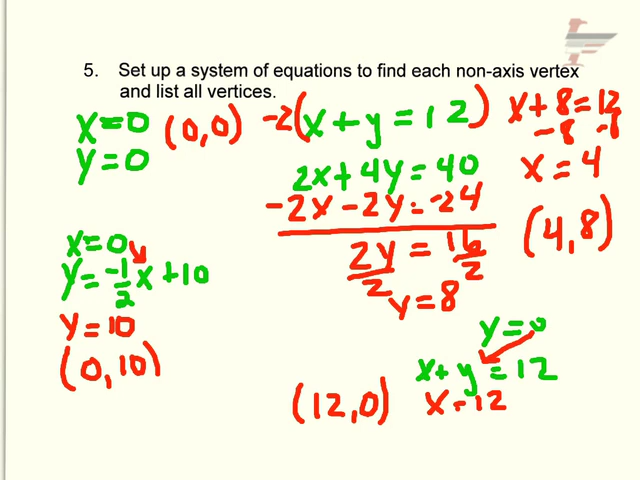 5. Set up a system of equations to find each non-axis vertex
and list all vertices.
x=0
y=0
(0,0)
-2(x+y=12)
2x+4y=40
-2x-2y=-24
2y/2 = 16/2
y=8
x+8=12
-8 -8
x=4
(4,8)
x=0
y=-1/2x+10
y=10
(0,10)
y=0
x+y=12
x=12
(12,0)